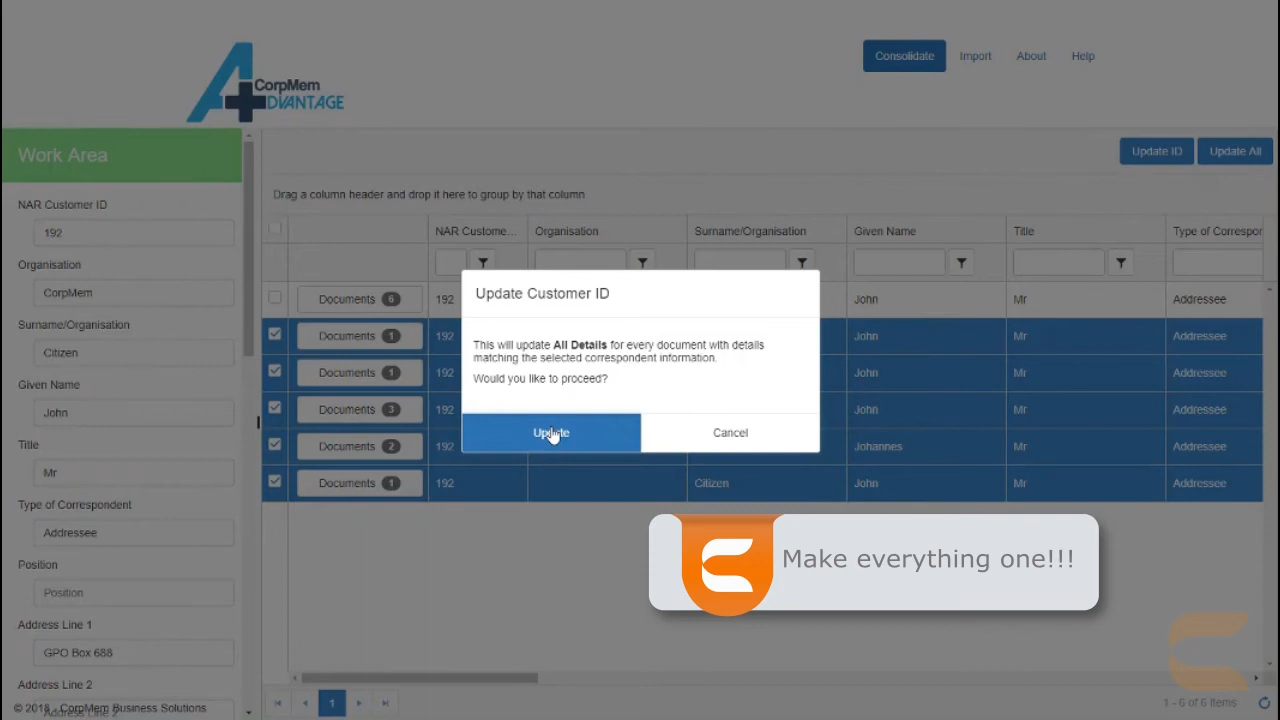 CorpMem
A+DVANTAGE
Consolidate
Import
About
Help
Work Area
NAR Customer ID
192
Organisation
CorpMem
Surname/Organisation
Citizen
Given Name
John
Title
Mr
Type of Correspondent
Addressee
Position
Position
Address Line 1
GPO Box 688
Address Line 2
Address Line 2
© 2018 - CorpMem Business Solutions
Update ID
Update All
Drag a column header and drop it here to group by that column
NAR Custome... Organisation Surname/Organisation Given Name Title Type of Correspor
Documents 6 192 John Mr Addressee
Documents 1 192 John Mr Addressee
Documents 1 192 John Mr Addressee
Documents 3 192 John Mr Addressee
Documents 2 192 Johannes Mr Addressee
Documents 1 192 Citizen John Mr Addressee
Update Customer ID
This will update All Details for every document with details
matching the selected correspondent information.
Would you like to proceed?
Update
Cancel
Make everything one!!!
1
1 - 6 of 6 items